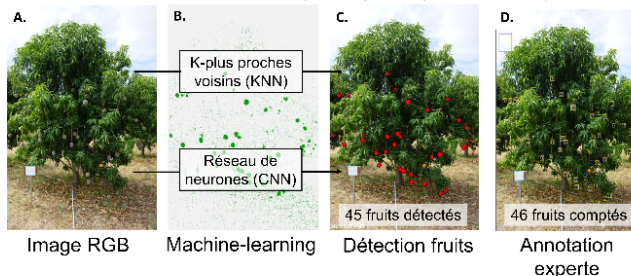 A.
B.
C.
D.
K-plus proches
voisins (KNN)
Réseau de
neurones (CNN)
45 fruits détectés
46 fruits comptés
Image RGB
Machine-learning
Détection fruits
Annotation
experte